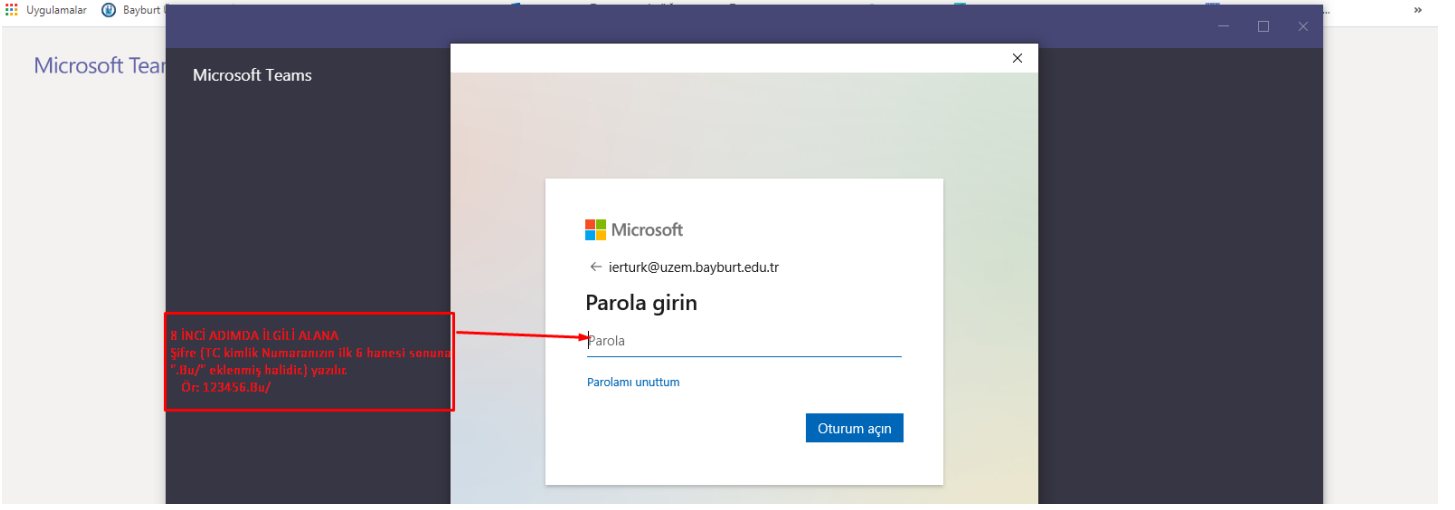 Uygulamalar
Bayburt
Microsoft Tear
Microsoft Teams
Microsoft
ierturk@uzem.bayburt.edu.tr
Parola girin
8 İNCİ ADIMDA İLGİLİ ALANA
Şifre (TC kimlik Numaranızın ilk 6 hanesi sonuna
".Bu/" eklenmiş halidir.) yazılır.
Ör: 123456.Bu/
Parola
Parolamı unuttum
Oturum açın